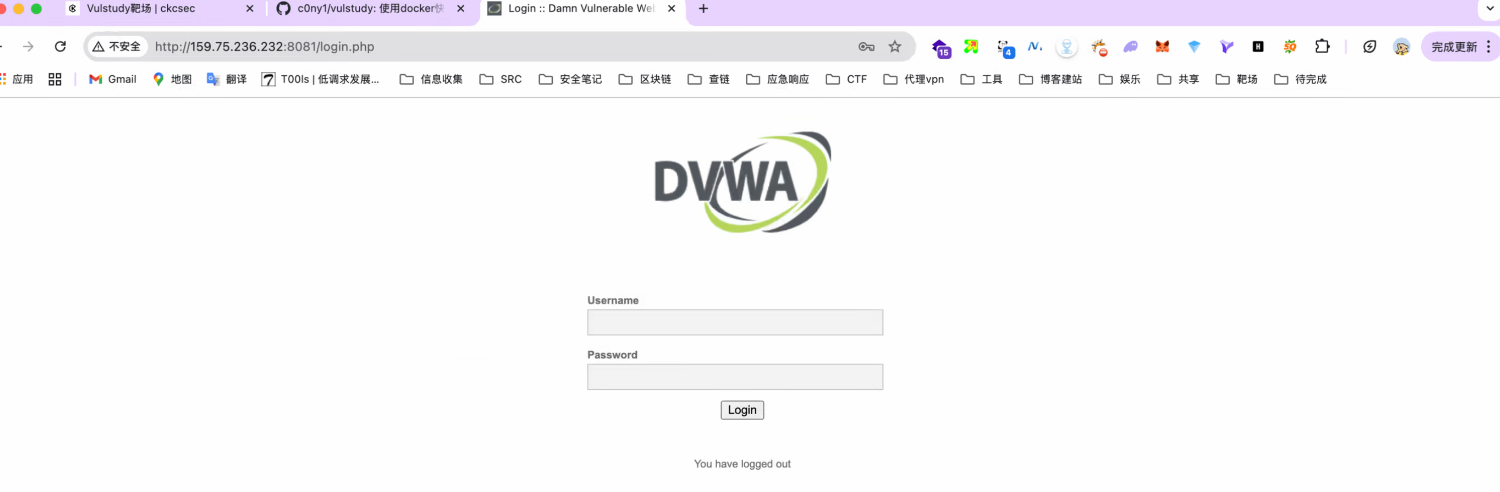 Vulstudy靶场 | ckcsec
c0ny1/vulstudy: 使用docker快
Login :: Damn Vulnerable Web
不安全
http://159.75.236.232:8081/login.php
15
4
完成更新
应用
Gmail
地图
翻译
T00ls | 低调求发展...
信息收集
SRC
安全笔记
区块链
查链
应急响应
CTF
代理vpn
工具
博客建站
娱乐
共享
靶场
待完成
DVWA
Username
Password
Login
You have logged out